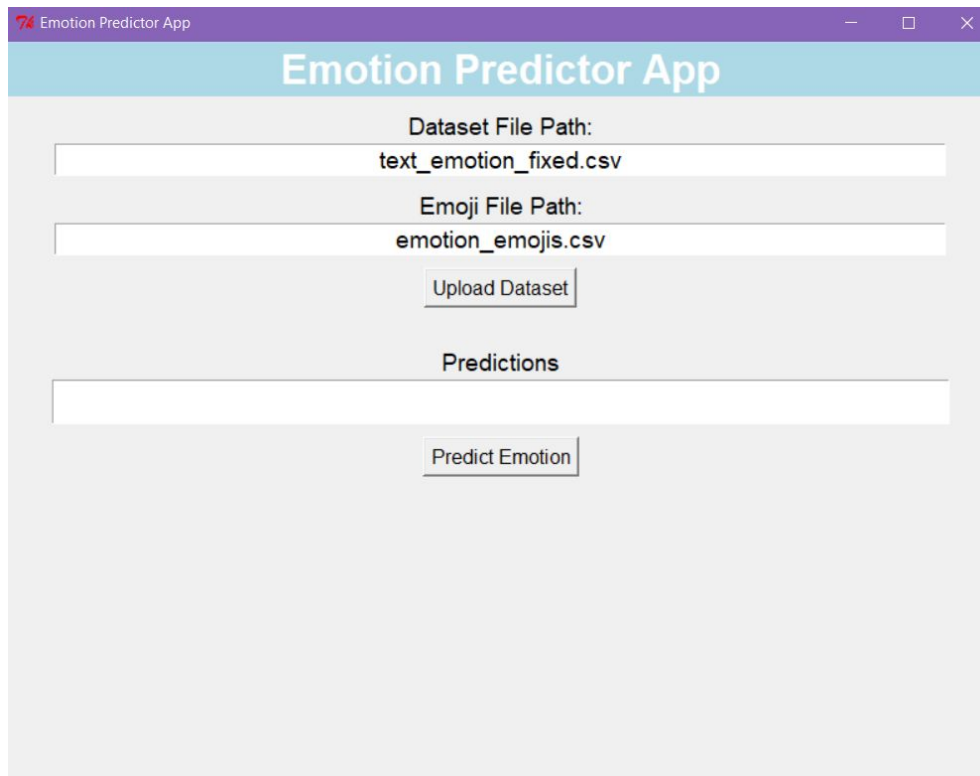 Emotion Predictor App
Emotion Predictor App
Dataset File Path:
text_emotion_fixed.csv
Emoji File Path:
emotion_emojis.csv
Upload Dataset
Predictions
Predict Emotion